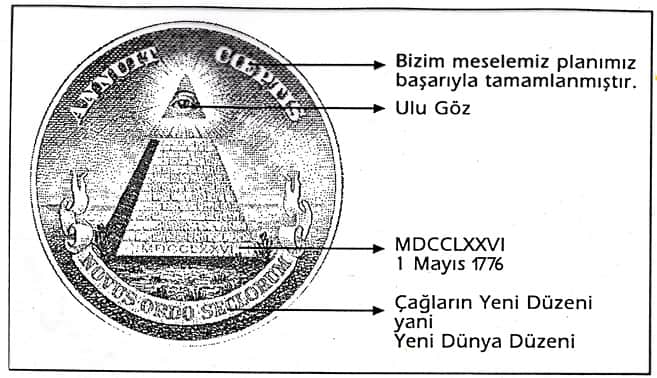 ANNUIT CŒPTIS
MDCCLXXVI
NOVUS ORDO SECLORUM
Bizim meselemiz planımız
başarıyla tamamlanmıştır.
Ulu Göz
MDCCLXXVI
1 Mayıs 1776
Çağların Yeni Düzeni
yani
Yeni Dünya Düzeni